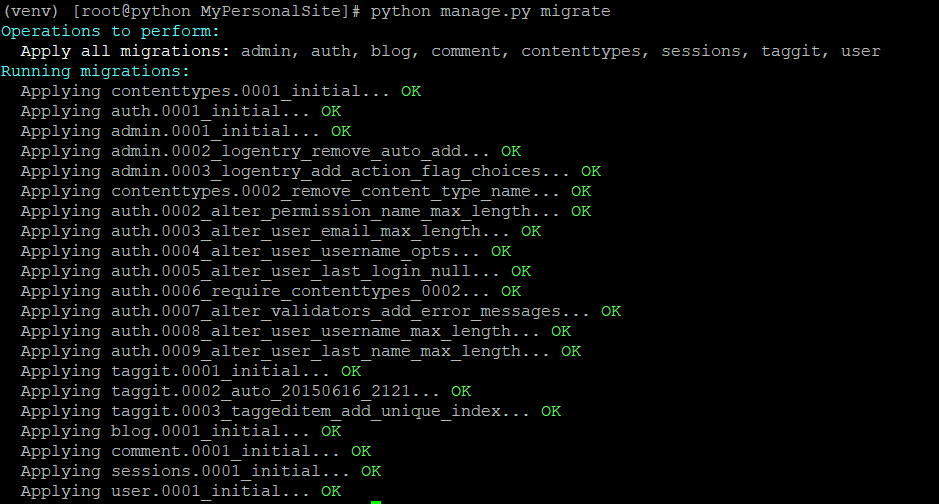 (venv) [root@python MyPersonalSite]# python manage.py migrate
Operations to perform:
  Apply all migrations: admin, auth, blog, comment, contenttypes, sessions, taggit, user
Running migrations:
  Applying contenttypes.0001_initial... OK
  Applying auth.0001_initial... OK
  Applying admin.0001_initial... OK
  Applying admin.0002_logentry_remove_auto_add... OK
  Applying admin.0003_logentry_add_action_flag_choices... OK
  Applying contenttypes.0002_remove_content_type_name... OK
  Applying auth.0002_alter_permission_name_max_length... OK
  Applying auth.0003_alter_user_email_max_length... OK
  Applying auth.0004_alter_user_username_opts... OK
  Applying auth.0005_alter_user_last_login_null... OK
  Applying auth.0006_require_contenttypes_0002... OK
  Applying auth.0007_alter_validators_add_error_messages... OK
  Applying auth.0008_alter_user_username_max_length... OK
  Applying auth.0009_alter_user_last_name_max_length... OK
  Applying taggit.0001_initial... OK
  Applying taggit.0002_auto_20150616_2121... OK
  Applying taggit.0003_taggeditem_add_unique_index... OK
  Applying blog.0001_initial... OK
  Applying comment.0001_initial... OK
  Applying sessions.0001_initial... OK
  Applying user.0001_initial... OK